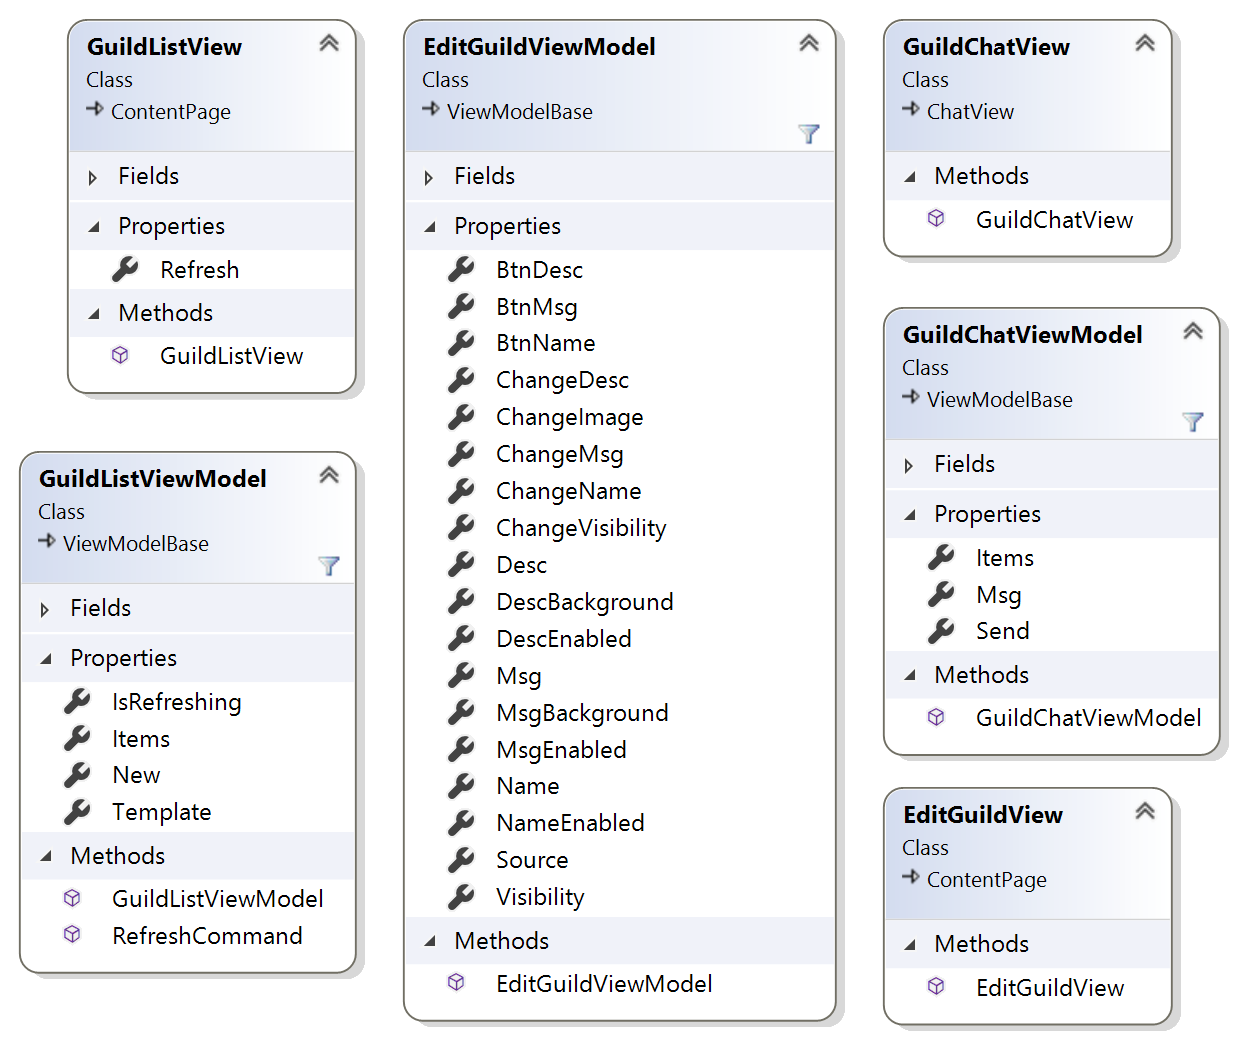 GuildListView
Class
ContentPage
Fields
Properties
Refresh
Methods
GuildListView
GuildListViewModel
Class
ViewModelBase
Fields
Properties
IsRefreshing
Items
New
Template
Methods
GuildListViewModel
RefreshCommand
EditGuildViewModel
Class
ViewModelBase
Fields
Properties
BtnDesc
BtnMsg
BtnName
ChangeDesc
ChangeImage
ChangeMsg
ChangeName
ChangeVisibility
Desc
DescBackground
DescEnabled
Msg
MsgBackground
MsgEnabled
Name
NameEnabled
Source
Visibility
Methods
EditGuildViewModel
GuildChatView
Class
ChatView
Methods
GuildChatView
GuildChatViewModel
Class
ViewModelBase
Fields
Properties
Items
Msg
Send
Methods
GuildChatViewModel
EditGuildView
Class
ContentPage
Methods
EditGuildView